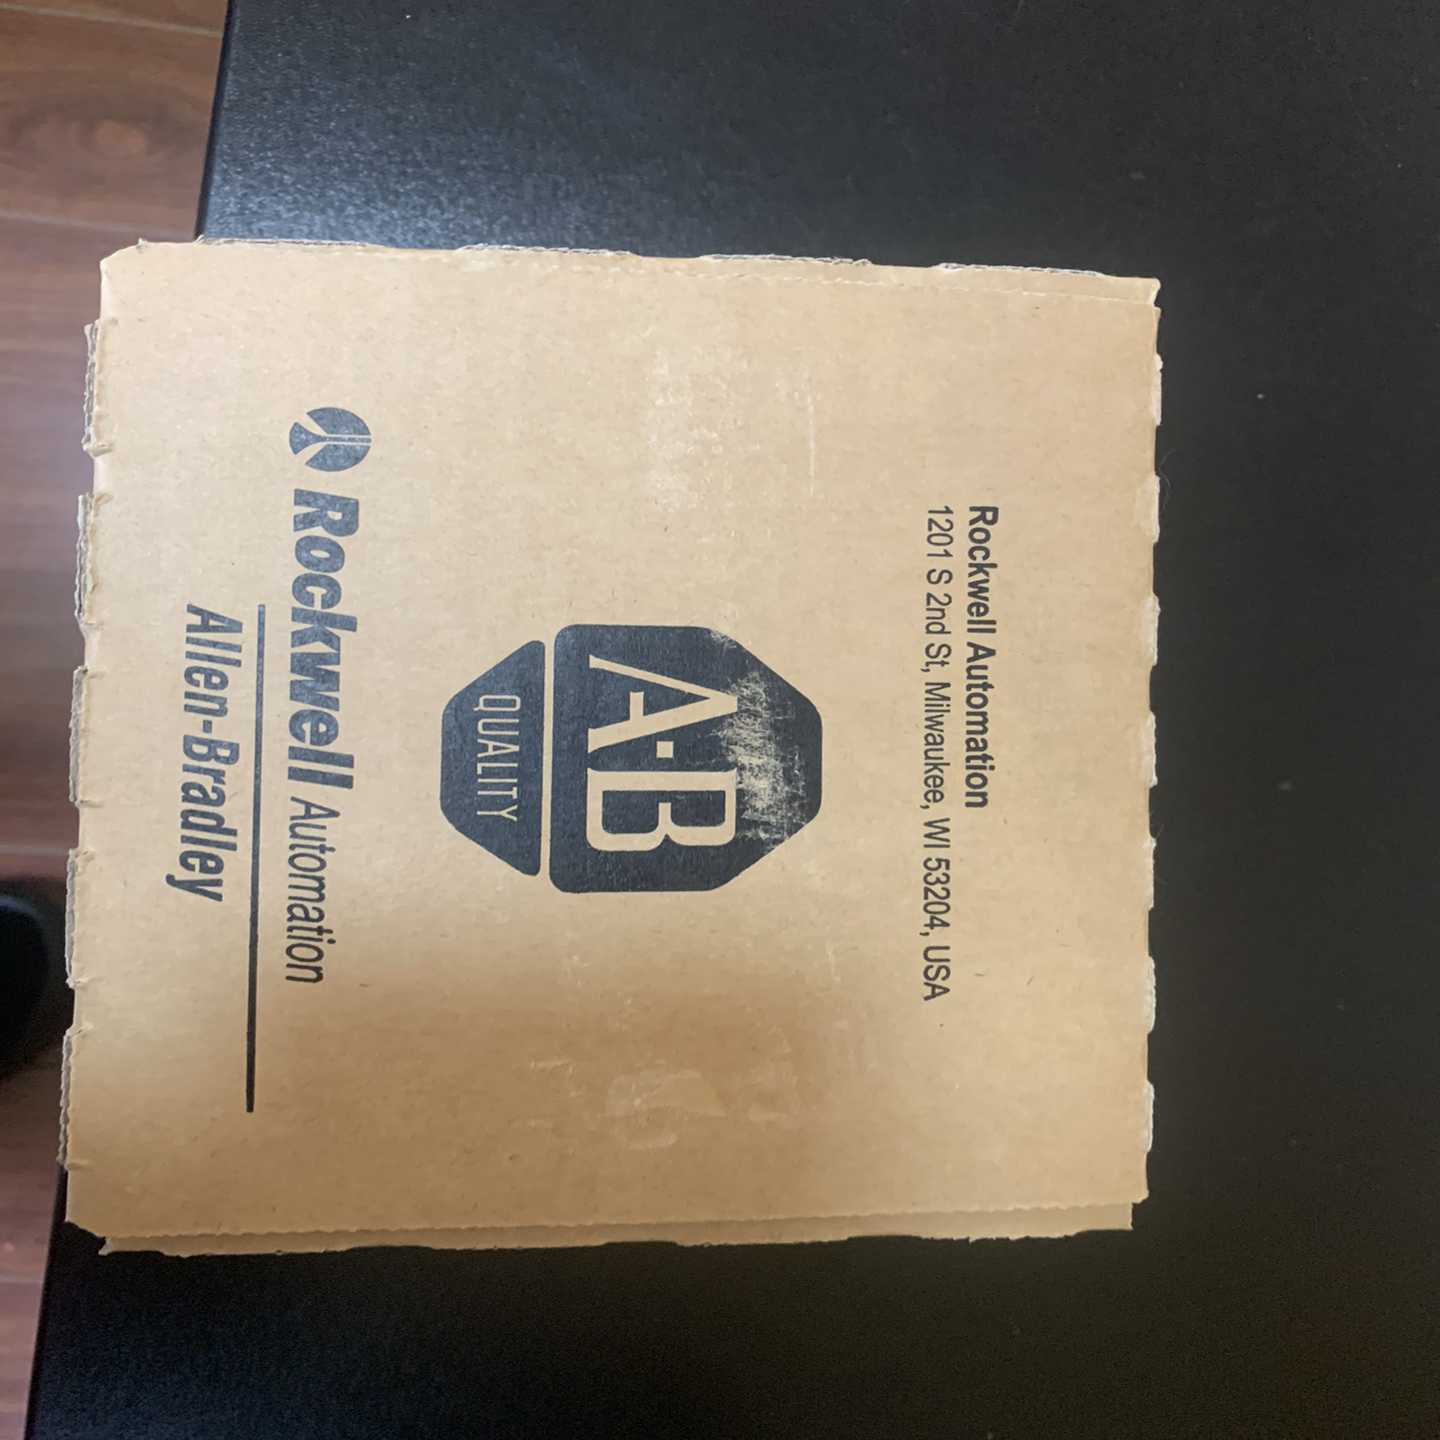 Rockwell Automation
1201 S 2nd St, Milwaukee, WI 53204, USA
A·B
QUALITY
Rockwell Automation
Allen-Bradley